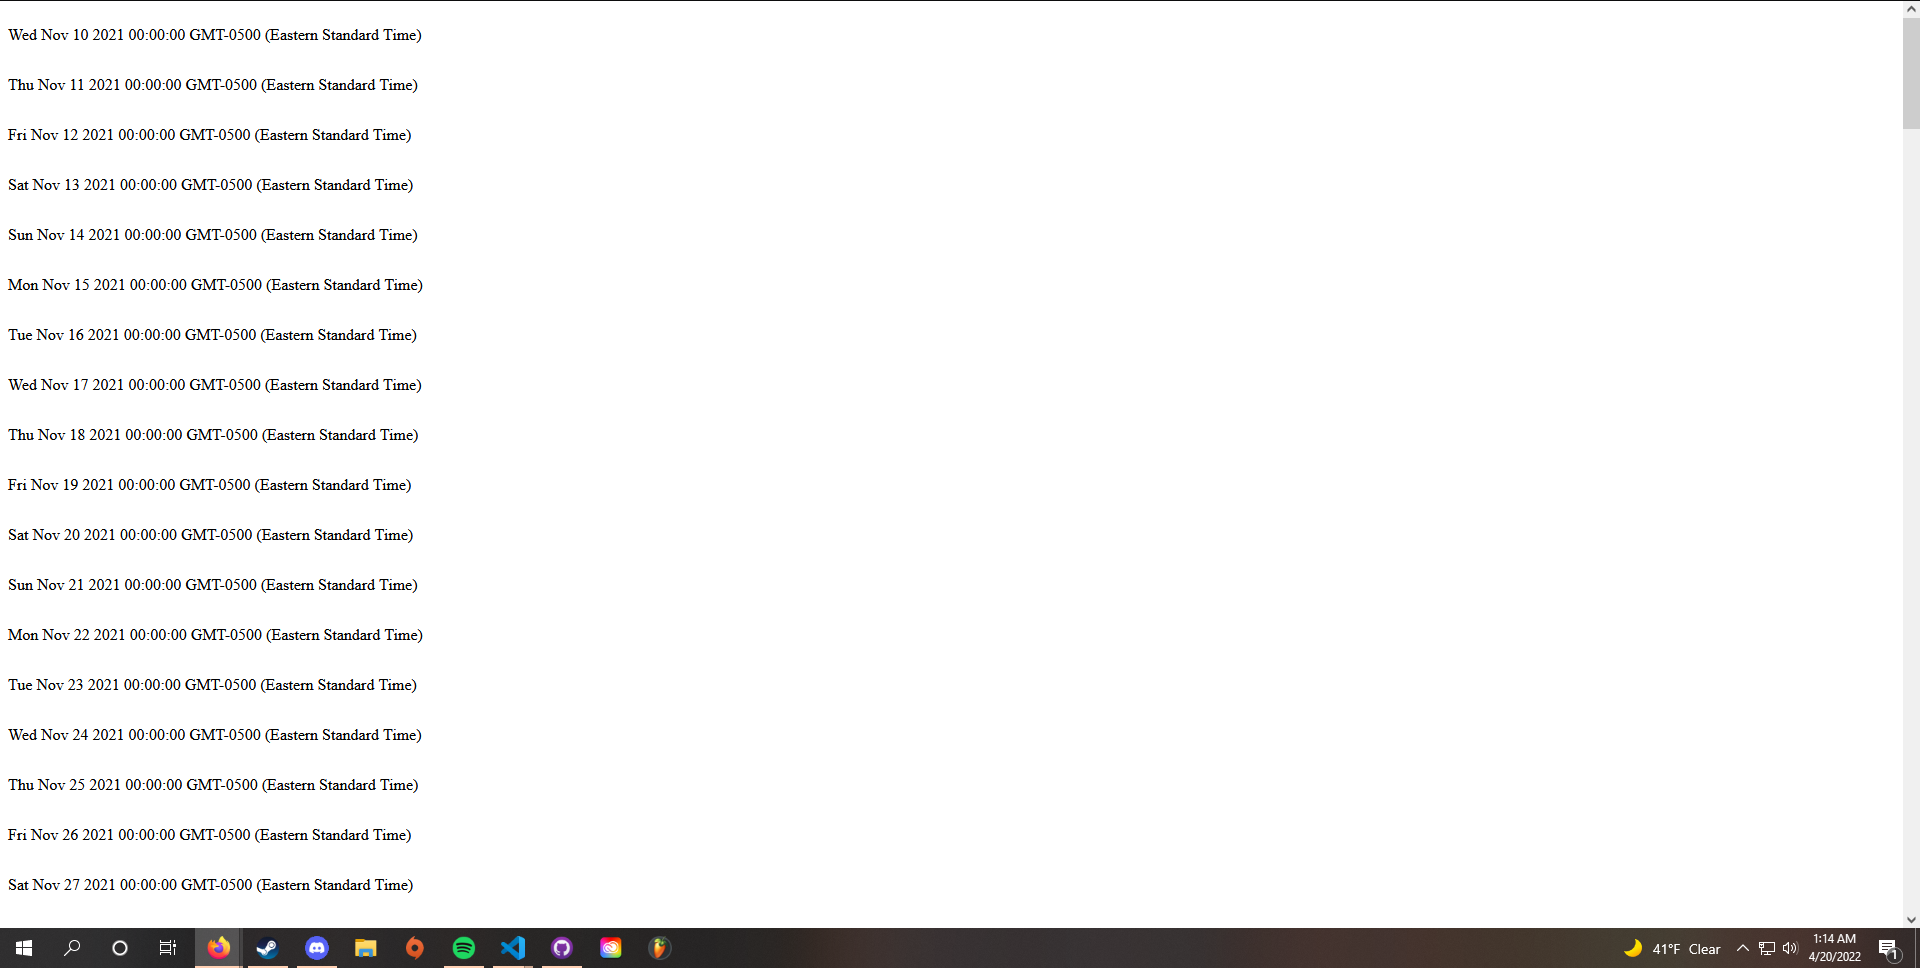 Wed Nov 10 2021 00:00:00 GMT-0500 (Eastern Standard Time)
Thu Nov 11 2021 00:00:00 GMT-0500 (Eastern Standard Time)
Fri Nov 12 2021 00:00:00 GMT-0500 (Eastern Standard Time)
Sat Nov 13 2021 00:00:00 GMT-0500 (Eastern Standard Time)
Sun Nov 14 2021 00:00:00 GMT-0500 (Eastern Standard Time)
Mon Nov 15 2021 00:00:00 GMT-0500 (Eastern Standard Time)
Tue Nov 16 2021 00:00:00 GMT-0500 (Eastern Standard Time)
Wed Nov 17 2021 00:00:00 GMT-0500 (Eastern Standard Time)
Thu Nov 18 2021 00:00:00 GMT-0500 (Eastern Standard Time)
Fri Nov 19 2021 00:00:00 GMT-0500 (Eastern Standard Time)
Sat Nov 20 2021 00:00:00 GMT-0500 (Eastern Standard Time)
Sun Nov 21 2021 00:00:00 GMT-0500 (Eastern Standard Time)
Mon Nov 22 2021 00:00:00 GMT-0500 (Eastern Standard Time)
Tue Nov 23 2021 00:00:00 GMT-0500 (Eastern Standard Time)
Wed Nov 24 2021 00:00:00 GMT-0500 (Eastern Standard Time)
Thu Nov 25 2021 00:00:00 GMT-0500 (Eastern Standard Time)
Fri Nov 26 2021 00:00:00 GMT-0500 (Eastern Standard Time)
Sat Nov 27 2021 00:00:00 GMT-0500 (Eastern Standard Time)
41°F Clear
1:14 AM
4/20/2022
1